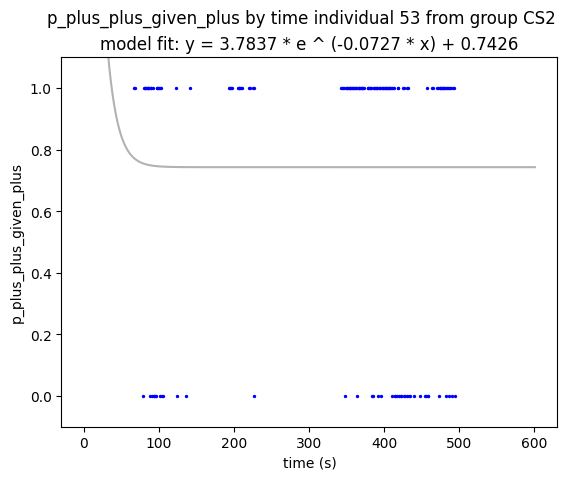 p_plus_plus_given_plus by time individual 53 from group CS2
model fit: y = 3.7837 * e ^ (-0.0727 * x) + 0.7426
1.0
0.8
0.6
0.4
0.2
0.0
p_plus_plus_given_plus
0 100 200 300 400 500 600
time (s)